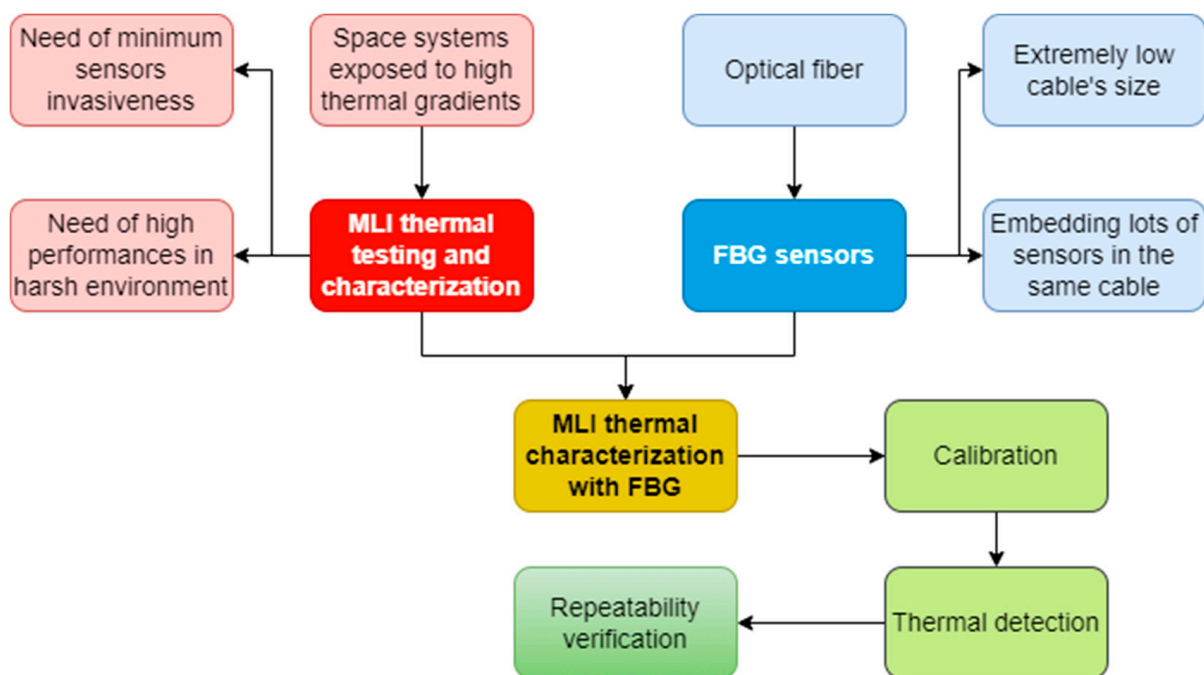 Need of minimum
sensors
invasiveness
Space systems
exposed to high
thermal gradients
Optical fiber
Extremely low
cable's size
Need of high
performances in
harsh environment
MLI thermal
testing and
characterization
FBG sensors
Embedding lots of
sensors in the
same cable
MLI thermal
characterization
with FBG
Calibration
Repeatability
verification
Thermal detection